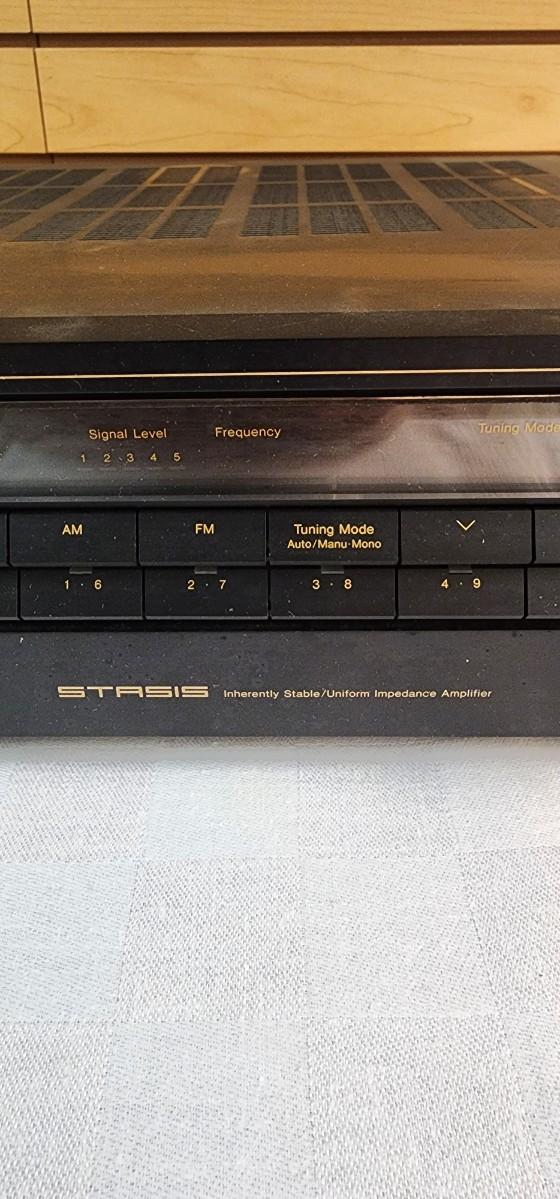 Signal Level Frequency Tuning Mode
1 2 3 4 5
AM FM Tuning Mode
Auto/Manu·Mono
1 · 6 2 · 7 3 · 8 4 · 9
STASIS Inherently Stable/Uniform Impedance Amplifier